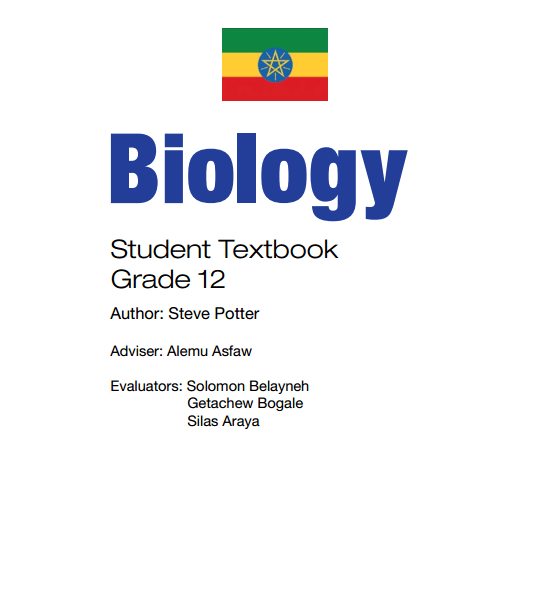 Biology
Student Textbook
Grade 12
Author: Steve Potter
Adviser: Alemu Asfaw
Evaluators: Solomon Belayneh
Getachew Bogale
Silas Araya